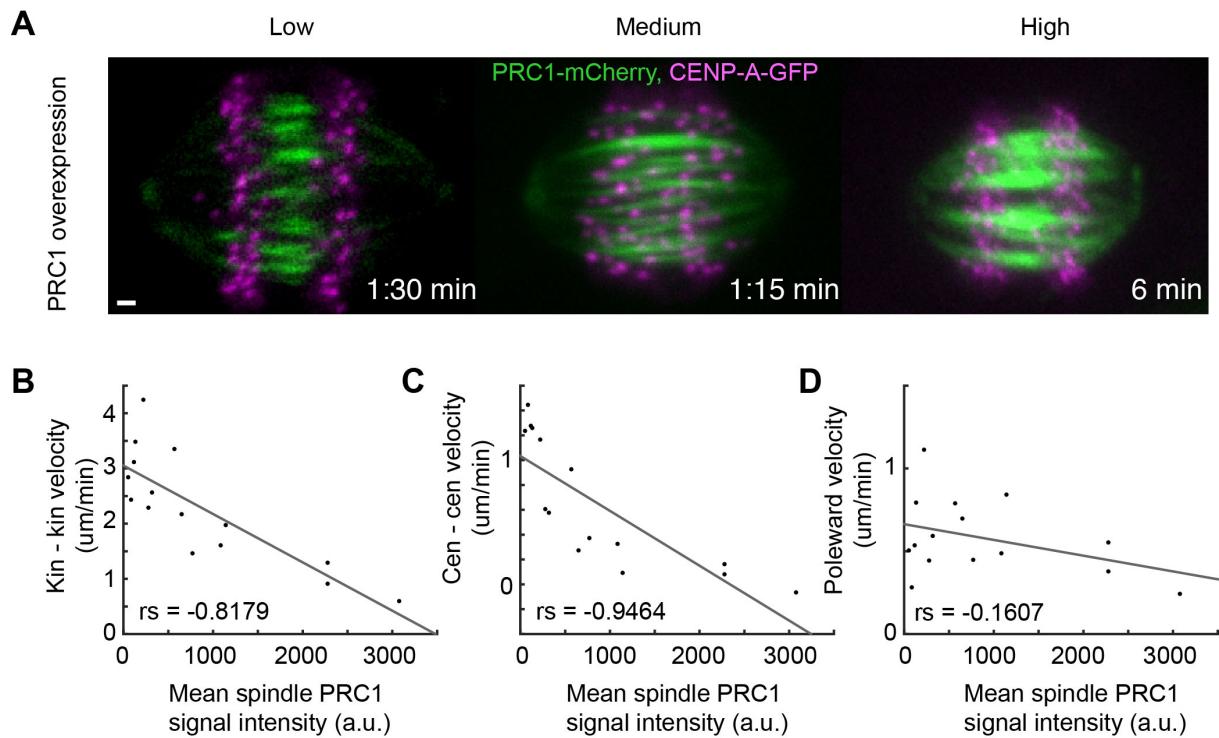 A
Low
Medium
High
PRC1 overexpression
PRC1-mCherry, CENP-A-GFP
1:30 min
1:15 min
6 min
B
Kin - kin velocity
(um/min)
4
3
2
1
0
rs = -0.8179
0 1000 2000 3000
Mean spindle PRC1
signal intensity (a.u.)
C
Cen - cen velocity
(um/min)
1
0
rs = -0.9464
0 1000 2000 3000
Mean spindle PRC1
signal intensity (a.u.)
D
Poleward velocity
(um/min)
1
0
rs = -0.1607
0 1000 2000 3000
Mean spindle PRC1
signal intensity (a.u.)